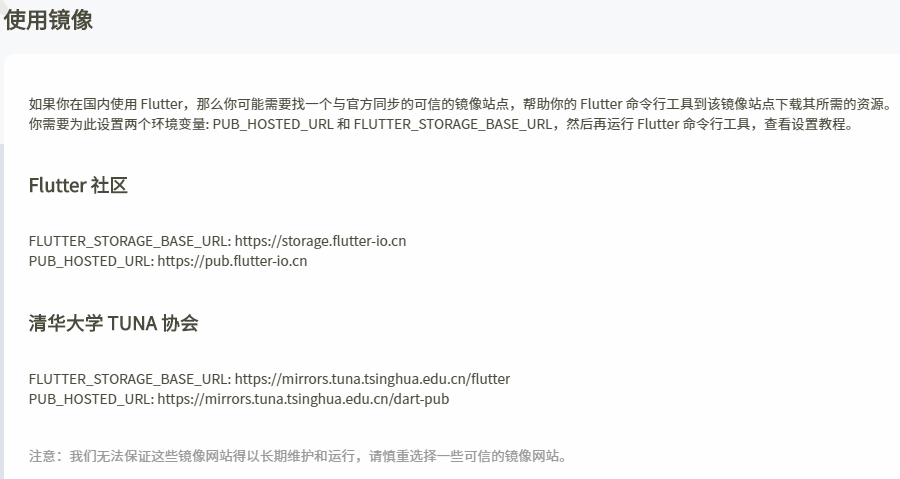 使用镜像
如果你在国内使用 Flutter，那么你可能需要找一个与官方同步的可信的镜像站点，帮助你的 Flutter 命令行工具到该镜像站点下载其所需的资源。
你需要为此设置两个环境变量: PUB_HOSTED_URL 和 FLUTTER_STORAGE_BASE_URL，然后再运行 Flutter 命令行工具，查看设置教程。
Flutter 社区
FLUTTER_STORAGE_BASE_URL: https://storage.flutter-io.cn
PUB_HOSTED_URL: https://pub.flutter-io.cn
清华大学 TUNA 协会
FLUTTER_STORAGE_BASE_URL: https://mirrors.tuna.tsinghua.edu.cn/flutter
PUB_HOSTED_URL: https://mirrors.tuna.tsinghua.edu.cn/dart-pub
注意：我们无法保证这些镜像网站得以长期维护和运行，请慎重选择一些可信的镜像网站。